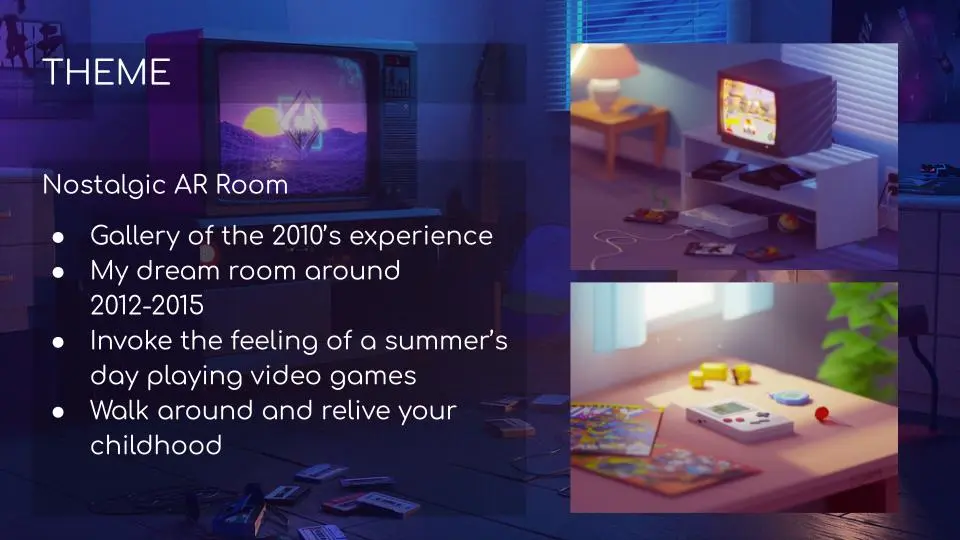 THEME
Nostalgic AR Room
● Gallery of the 2010's experience
● My dream room around
2012-2015
● Invoke the feeling of a summer's
day playing video games
● Walk around and relive your
childhood